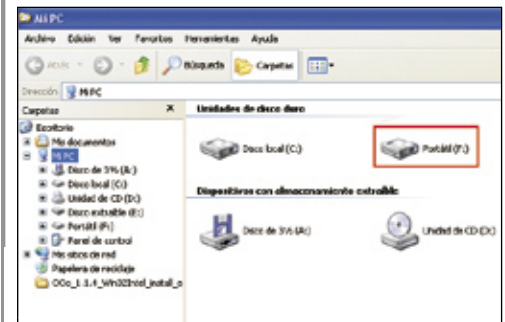 Mi PC
Archivo Edición Ver Favoritos Herramientas Ayuda
Atrás Búsqueda Carpetas
Dirección Mi PC
Carpetas X
Escritorio
Mis documentos
Mi PC
Disco de 3½ (A:)
Disco local (C:)
Unidad de CD (D:)
Disco extraíble (E:)
Portátil (F:)
Panel de control
Mis sitios de red
Papelera de reciclaje
OOo_1.1.4_Win32Intel_install_o
Unidades de disco duro
Disco local (C:)
Portátil (F:)
Dispositivos con almacenamiento extraíble
Disco de 3½ (A:)
Unidad de CD (D:)